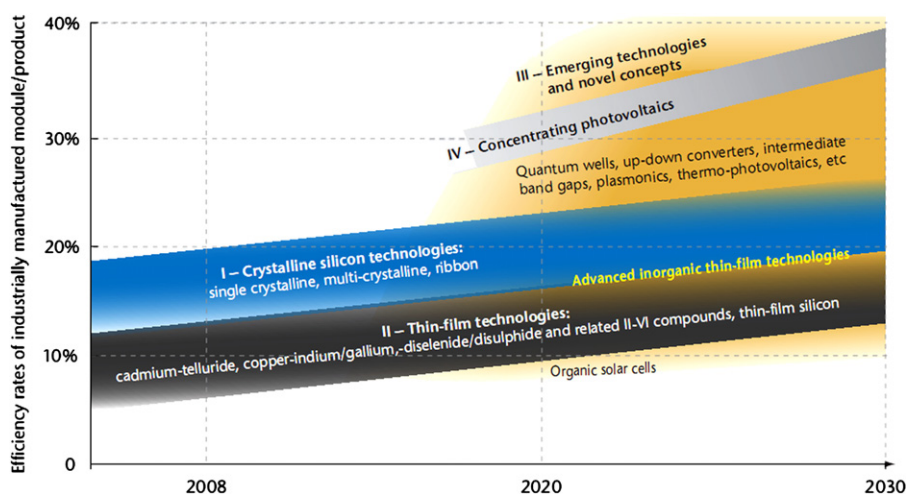 Efficiency rates of industrially manufactured module/product
40%
30%
20%
10%
0
2008
2020
2030
III – Emerging technologies
and novel concepts
IV – Concentrating photovoltaics
Quantum wells, up-down converters, intermediate
band gaps, plasmonics, thermo-photovoltaics, etc
I – Crystalline silicon technologies:
single crystalline, multi-crystalline, ribbon
Advanced inorganic thin-film technologies
II – Thin-film technologies:
cadmium-telluride, copper-indium/gallium,-diselenide/disulphide and related II-VI compounds, thin-film silicon
Organic solar cells